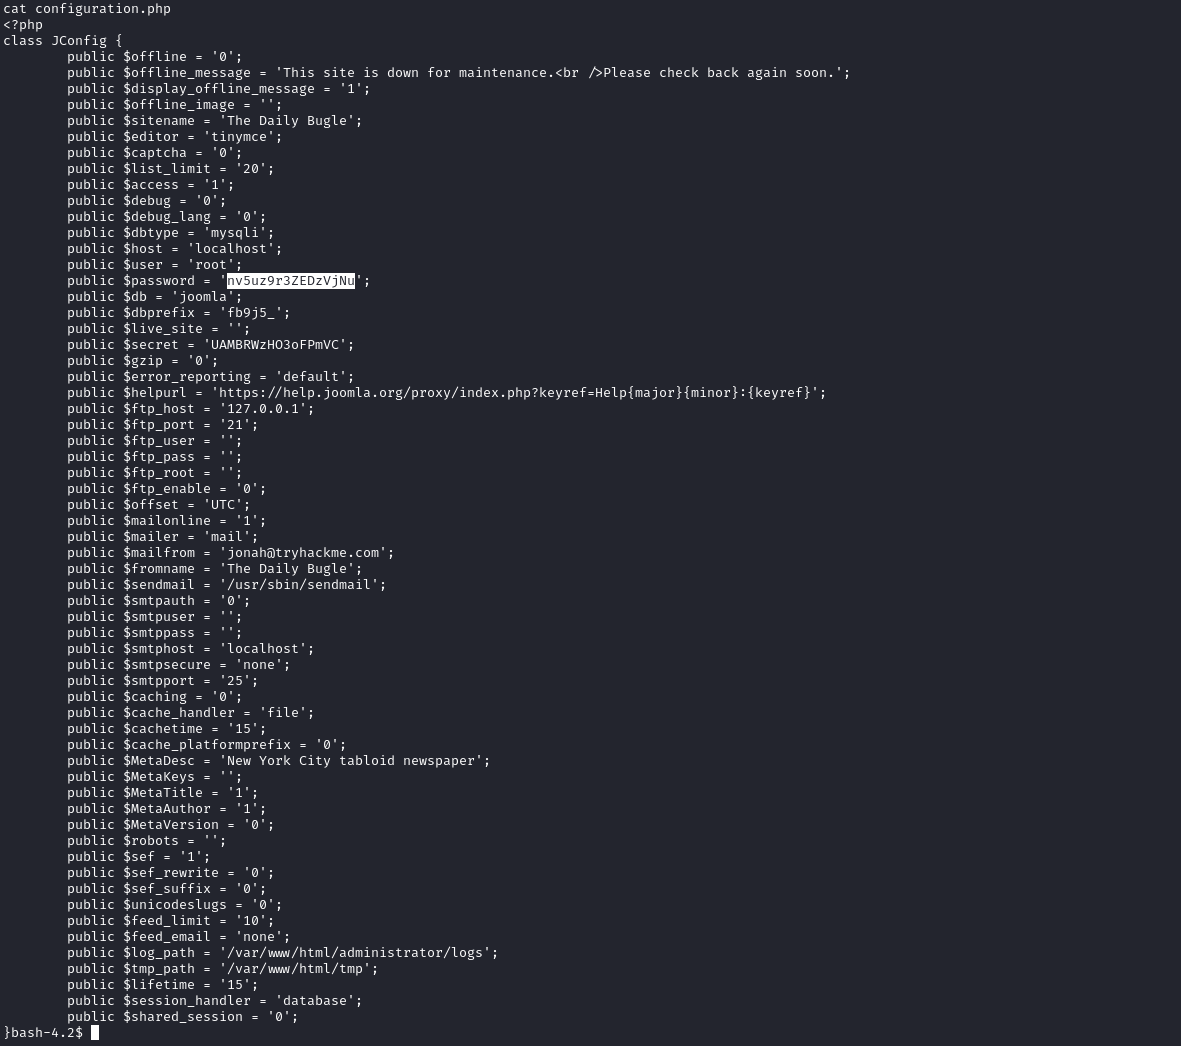 cat configuration.php
<?php
class JConfig {
        public $offline = '0';
        public $offline_message = 'This site is down for maintenance.<br />Please check back again soon.';
        public $display_offline_message = '1';
        public $offline_image = '';
        public $sitename = 'The Daily Bugle';
        public $editor = 'tinymce';
        public $captcha = '0';
        public $list_limit = '20';
        public $access = '1';
        public $debug = '0';
        public $debug_lang = '0';
        public $dbtype = 'mysqli';
        public $host = 'localhost';
        public $user = 'root';
        public $password = 'nv5uz9r3ZEDzVjNu';
        public $db = 'joomla';
        public $dbprefix = 'fb9j5_';
        public $live_site = '';
        public $secret = 'UAMBRWzHO3oFPmVC';
        public $gzip = '0';
        public $error_reporting = 'default';
        public $helpurl = 'https://help.joomla.org/proxy/index.php?keyref=Help{major}{minor}:{keyref}';
        public $ftp_host = '127.0.0.1';
        public $ftp_port = '21';
        public $ftp_user = '';
        public $ftp_pass = '';
        public $ftp_root = '';
        public $ftp_enable = '0';
        public $offset = 'UTC';
        public $mailonline = '1';
        public $mailer = 'mail';
        public $mailfrom = 'jonah@tryhackme.com';
        public $fromname = 'The Daily Bugle';
        public $sendmail = '/usr/sbin/sendmail';
        public $smtpauth = '0';
        public $smtpuser = '';
        public $smtppass = '';
        public $smtphost = 'localhost';
        public $smtpsecure = 'none';
        public $smtpport = '25';
        public $caching = '0';
        public $cache_handler = 'file';
        public $cachetime = '15';
        public $cache_platformprefix = '0';
        public $MetaDesc = 'New York City tabloid newspaper';
        public $MetaKeys = '';
        public $MetaTitle = '1';
        public $MetaAuthor = '1';
        public $MetaVersion = '0';
        public $robots = '';
        public $sef = '1';
        public $sef_rewrite = '0';
        public $sef_suffix = '0';
        public $unicodeslugs = '0';
        public $feed_limit = '10';
        public $feed_email = 'none';
        public $log_path = '/var/www/html/administrator/logs';
        public $tmp_path = '/var/www/html/tmp';
        public $lifetime = '15';
        public $session_handler = 'database';
        public $shared_session = '0';
}bash-4.2$